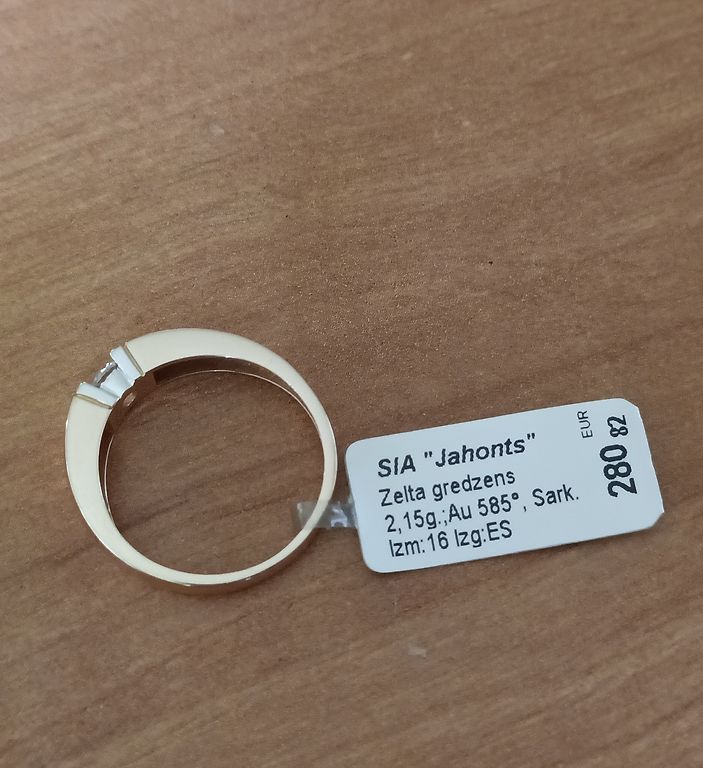 SIA "Jahonts"
Zelta gredzens
2,15g.;Au 585°, Sark.
Izm:16 Izg:ES
EUR
280 82